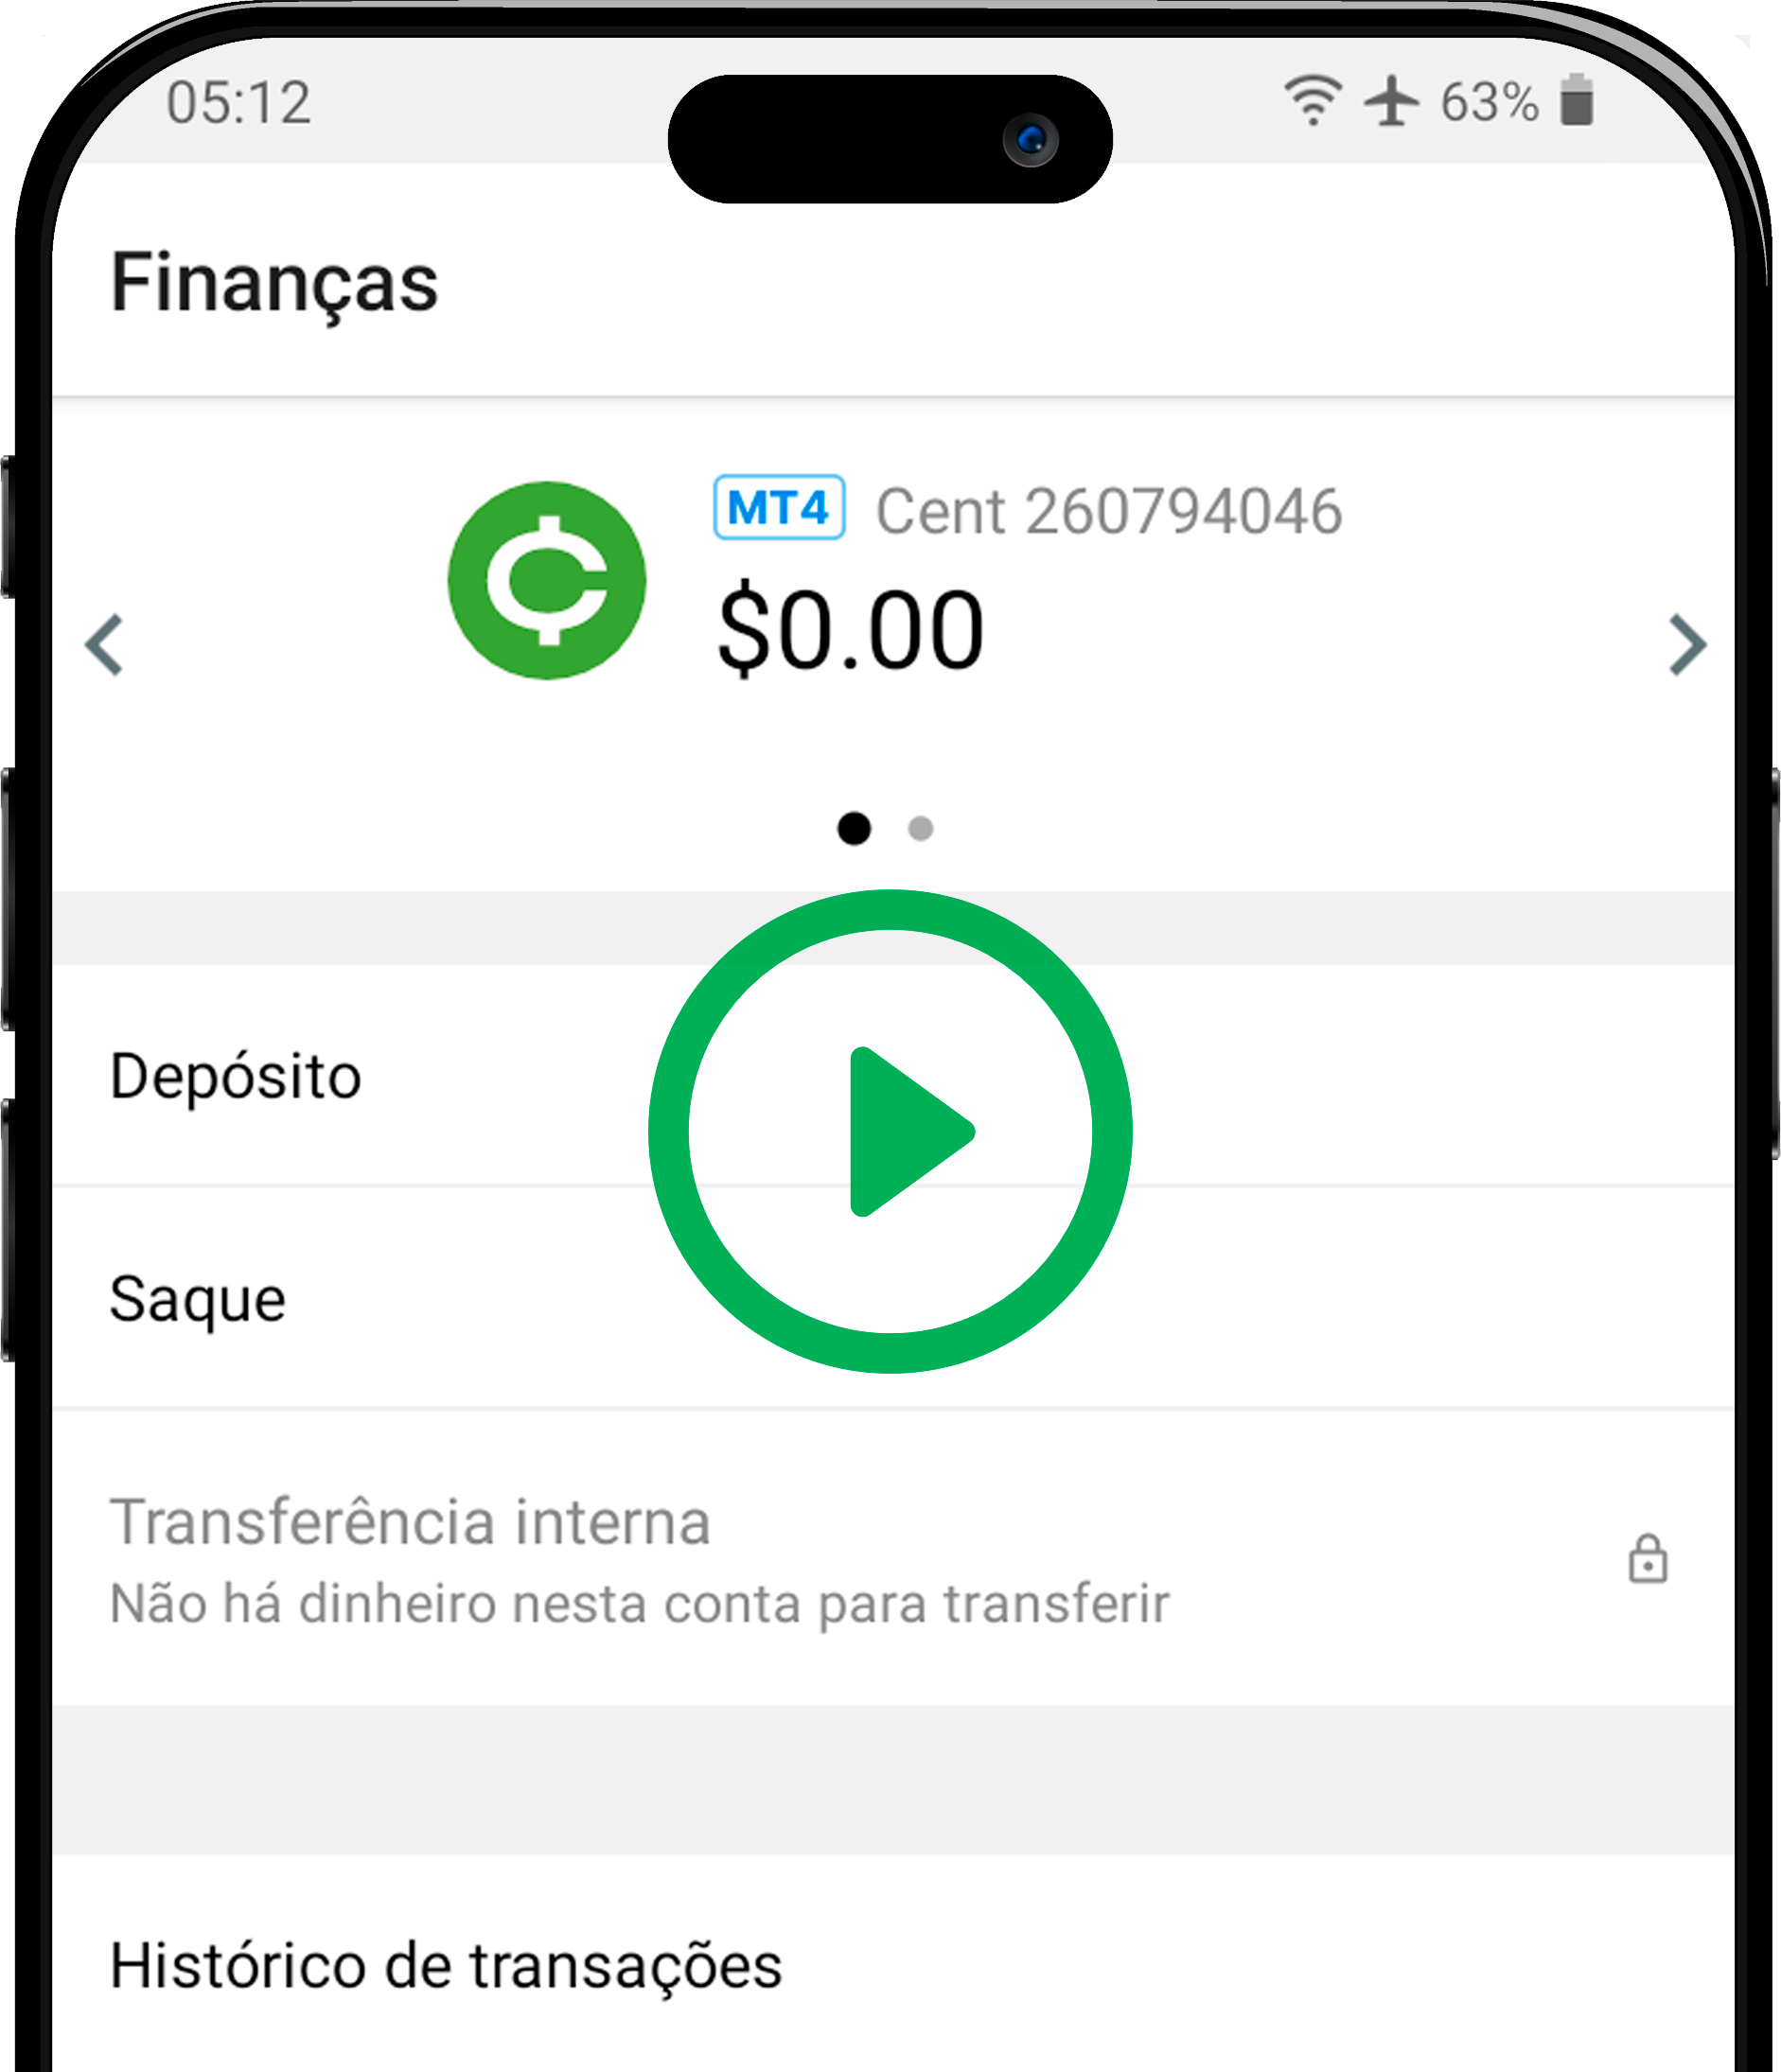 05:12
63%
Finanças
MT4 Cent 260794046
$0.00
Depósito
Saque
Transferência interna
Não há dinheiro nesta conta para transferir
Histórico de transações